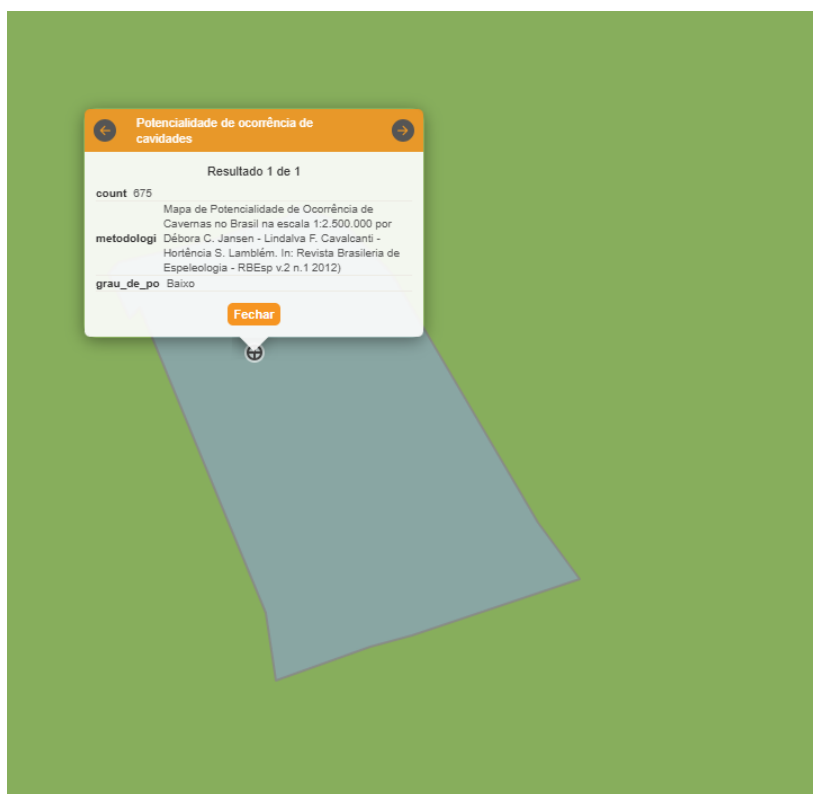 Potencialidade de ocorrência de
cavidades
Resultado 1 de 1
count 675
Mapa de Potencialidade de Ocorrência de
Cavernas no Brasil na escala 1:2.500.000 por
metodologi Débora C. Jansen - Lindalva F. Cavalcanti -
Hortência S. Lamblém. In: Revista Brasileria de
Espeleologia - RBEsp v.2 n.1 2012)
grau_de_po Baixo
Fechar